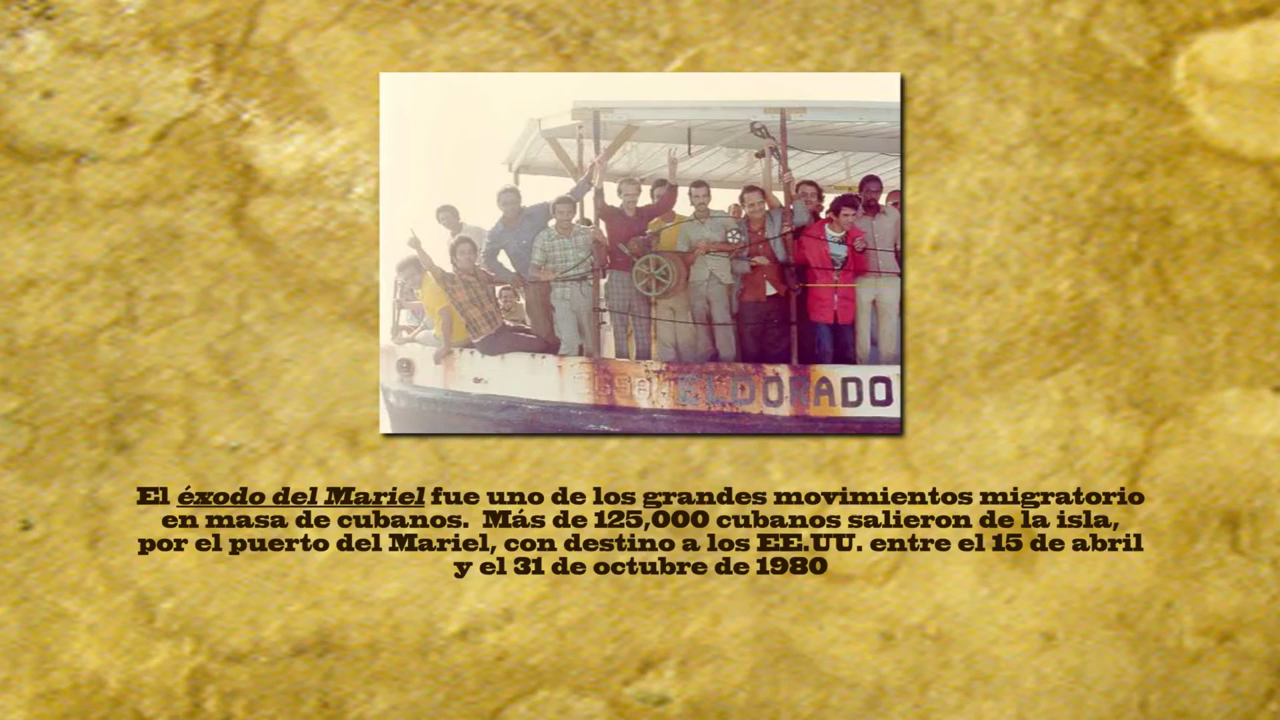 ELDORADO
El éxodo del Mariel fue uno de los grandes movimientos migratorio
en masa de cubanos. Más de 125,000 cubanos salieron de la isla,
por el puerto del Mariel, con destino a los EE.UU. entre el 15 de abril
y el 31 de octubre de 1980